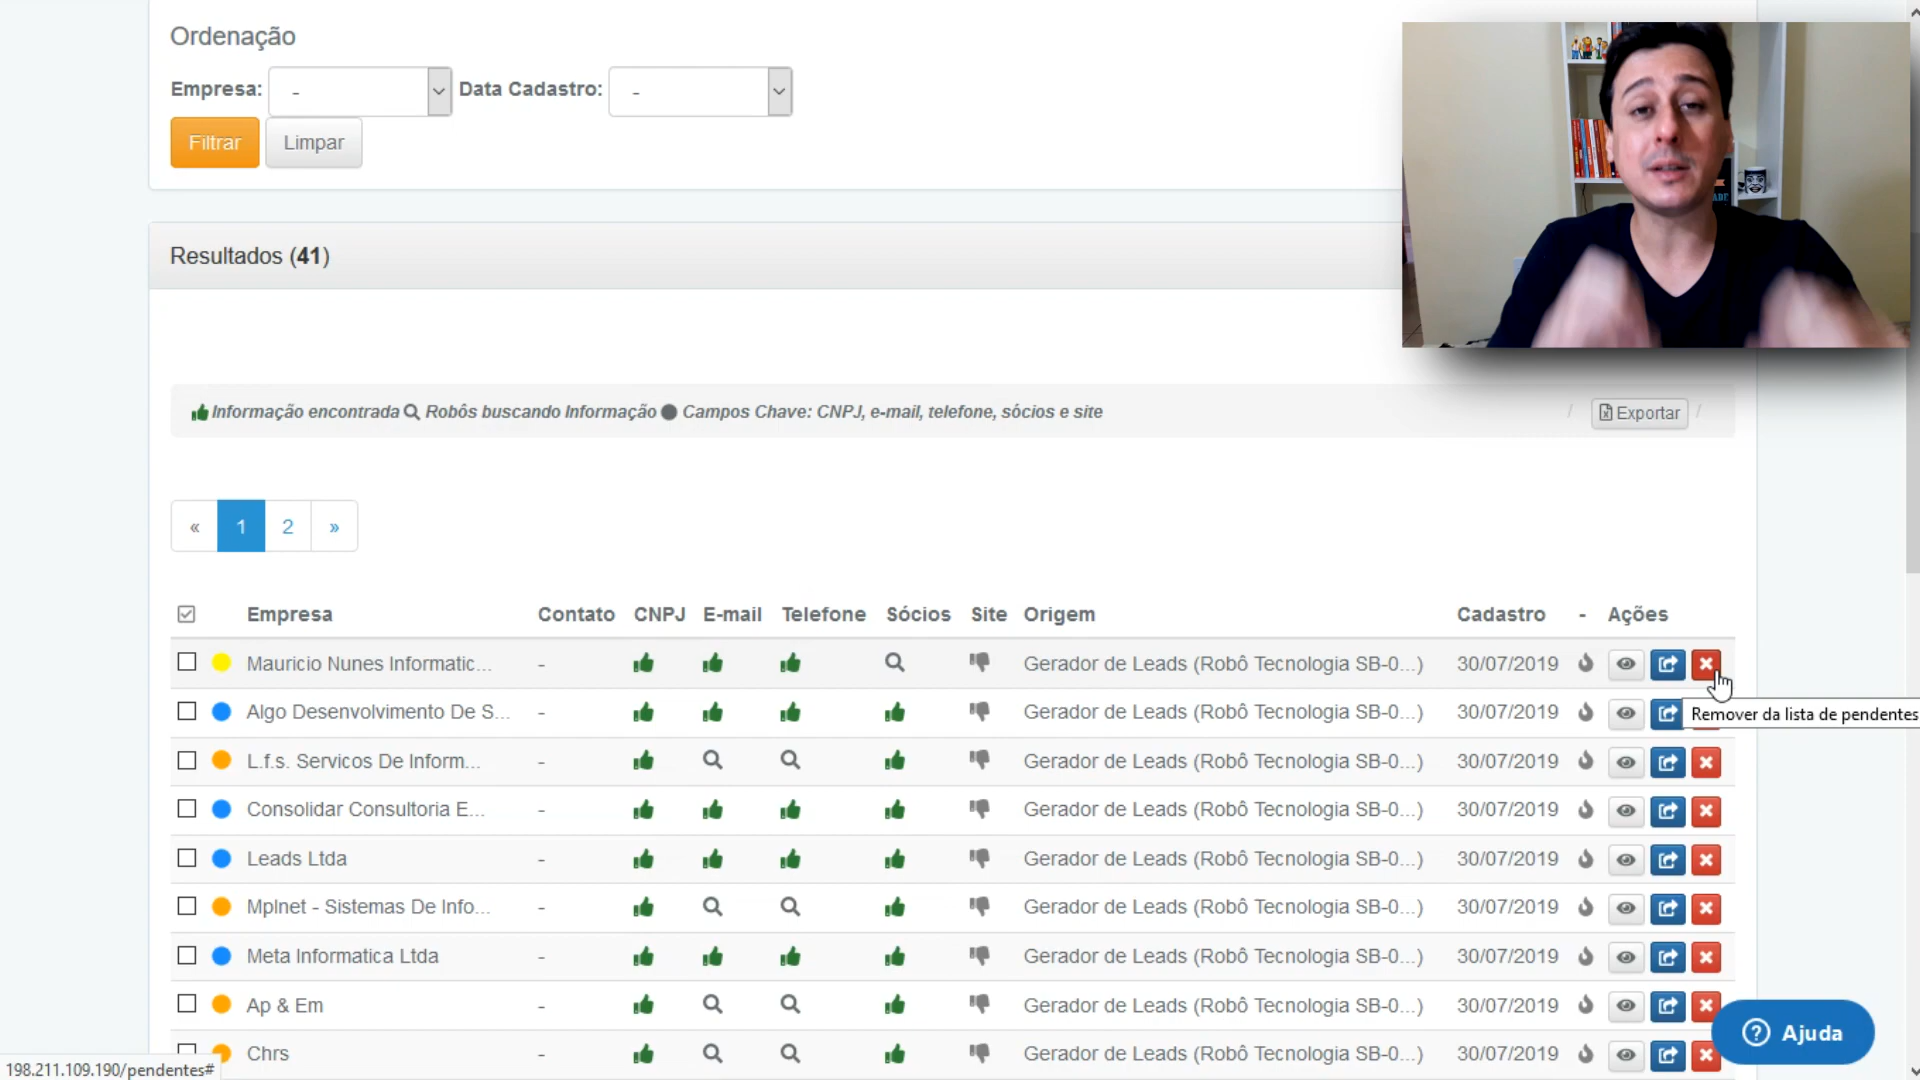 Ordenação
Empresa: - Data Cadastro: -
Filtrar Limpar
Resultados (41)
Informação encontrada Robôs buscando Informação Campos Chave: CNPJ, e-mail, telefone, sócios e site / Exportar /
« 1 2 »
Empresa Contato CNPJ E-mail Telefone Sócios Site Origem Cadastro - Ações
Mauricio Nunes Informatic... - Gerador de Leads (Robô Tecnologia SB-0...) 30/07/2019
Algo Desenvolvimento De S... - Gerador de Leads (Robô Tecnologia SB-0...) 30/07/2019
Remover da lista de pendentes
L.f.s. Servicos De Inform... - Gerador de Leads (Robô Tecnologia SB-0...) 30/07/2019
Consolidar Consultoria E... - Gerador de Leads (Robô Tecnologia SB-0...) 30/07/2019
Leads Ltda - Gerador de Leads (Robô Tecnologia SB-0...) 30/07/2019
Mplnet - Sistemas De Info... - Gerador de Leads (Robô Tecnologia SB-0...) 30/07/2019
Meta Informatica Ltda - Gerador de Leads (Robô Tecnologia SB-0...) 30/07/2019
Ap & Em - Gerador de Leads (Robô Tecnologia SB-0...) 30/07/2019
Ajuda
Chrs - Gerador de Leads (Robô Tecnologia SB-0...) 30/07/2019
198.211.109.190/pendentes#